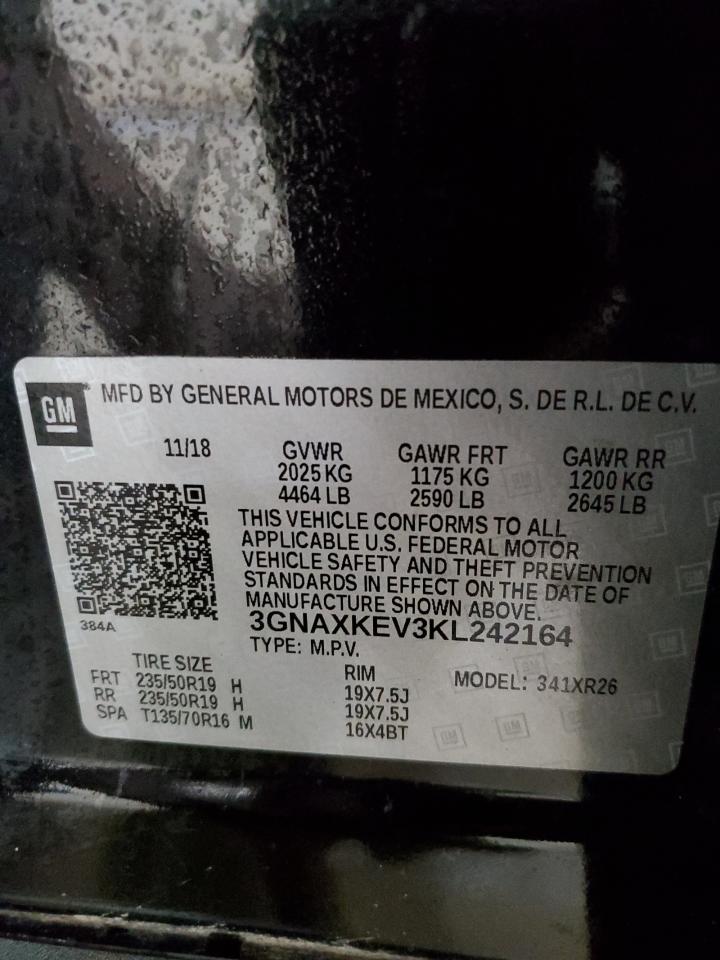 GM MFD BY GENERAL MOTORS DE MEXICO, S. DE R.L. DE C.V.
11/18 GVWR GAWR FRT GAWR RR
2025 KG 1175 KG 1200 KG
4464 LB 2590 LB 2645 LB
THIS VEHICLE CONFORMS TO ALL
APPLICABLE U.S. FEDERAL MOTOR
VEHICLE SAFETY AND THEFT PREVENTION
STANDARDS IN EFFECT ON THE DATE OF
MANUFACTURE SHOWN ABOVE.
384A 3GNAXKEV3KL242164
TYPE: M.P.V.
TIRE SIZE RIM MODEL: 341XR26
FRT 235/50R19 H 19X7.5J
RR 235/50R19 H 19X7.5J
SPA T135/70R16 M 16X4BT